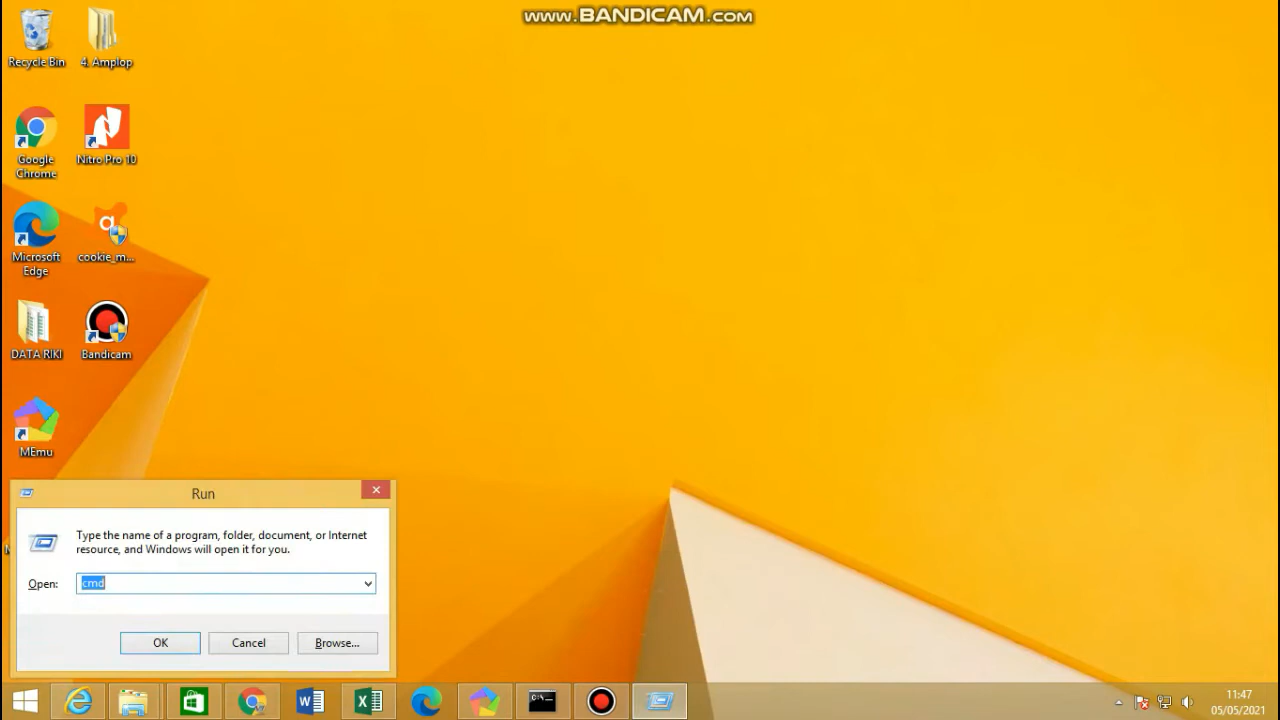 www.BANDICAM.com
Recycle Bin
4. Amplop
Google Chrome
Nitro Pro 10
Microsoft Edge
cookie_m...
DATA RIKI
Bandicam
MEmu
Run
Type the name of a program, folder, document, or Internet
resource, and Windows will open it for you.
Open:
cmd
OK
Cancel
Browse...
11:47
05/05/2021